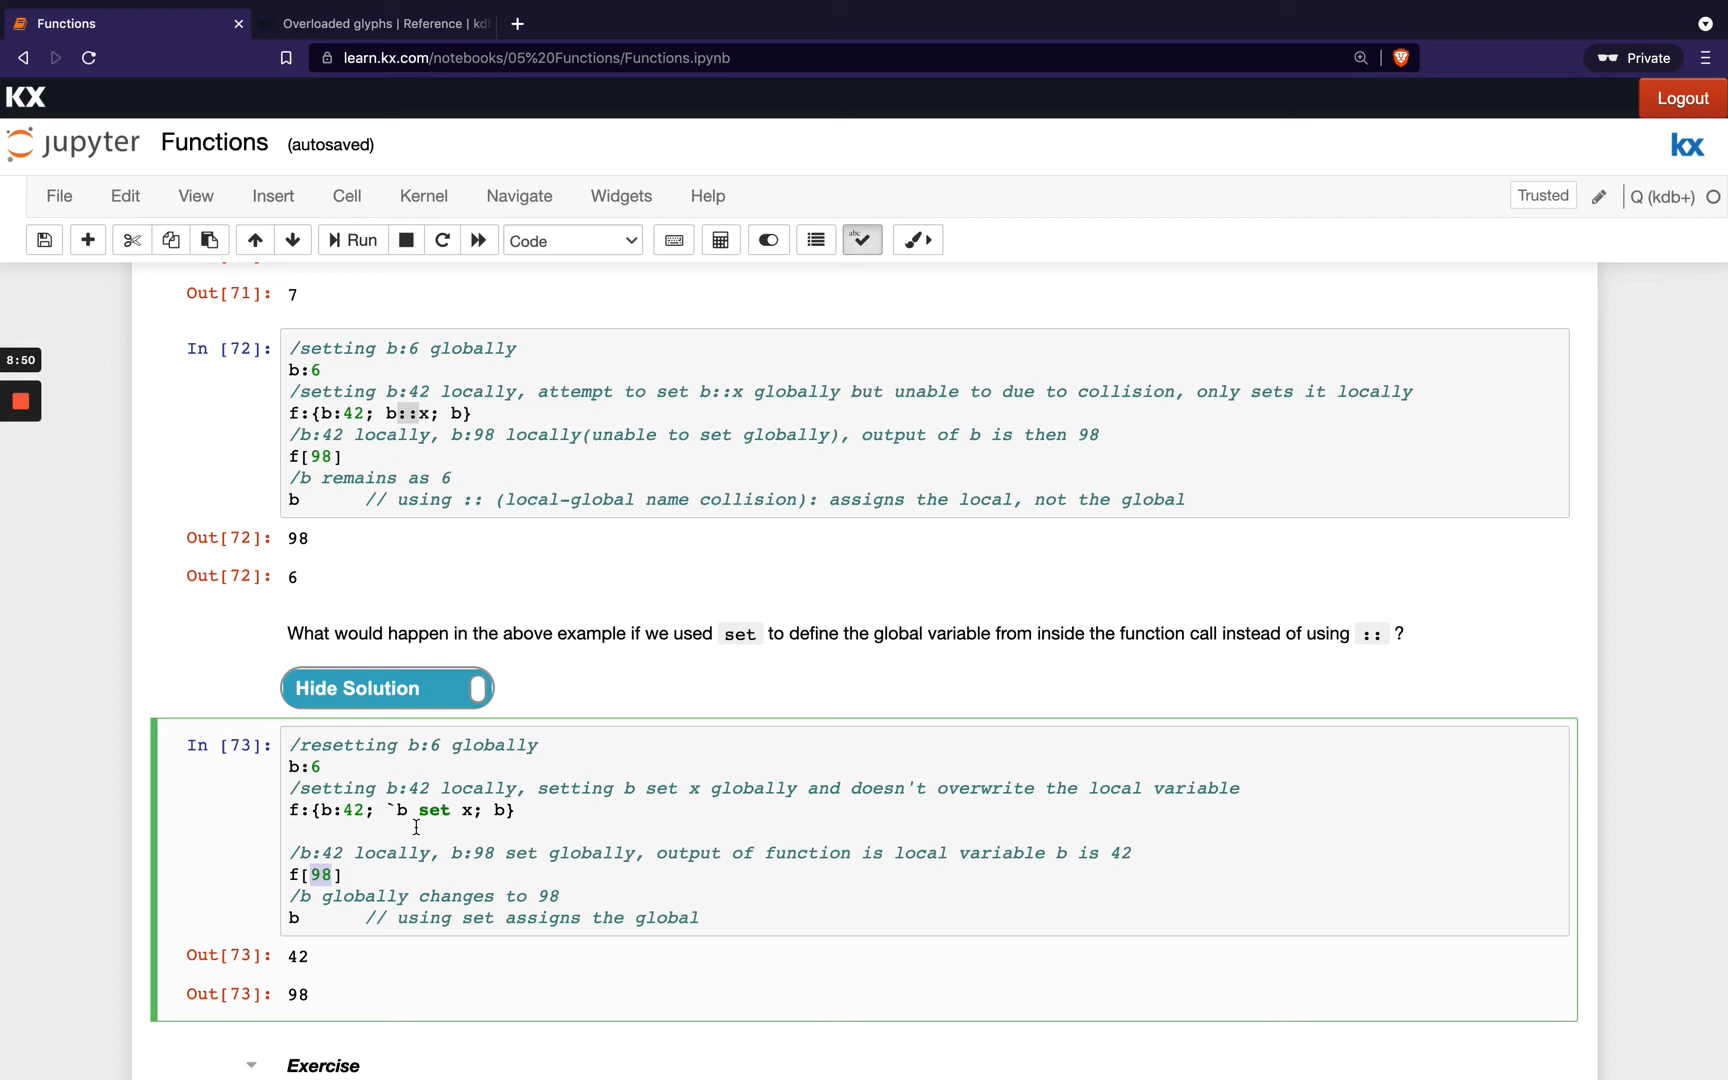 Functions
Overloaded glyphs | Reference | kd
learn.kx.com/notebooks/05%20Functions/Functions.ipynb
Private
KX
Logout
jupyter Functions (autosaved)
kx
File Edit View Insert Cell Kernel Navigate Widgets Help
Trusted
Q (kdb+)
Run
Code
abc
Out[71]: 7
8:50
In [72]: /setting b:6 globally
b:6
/setting b:42 locally, attempt to set b::x globally but unable to due to collision, only sets it locally
f:{b:42; b::x; b}
/b:42 locally, b:98 locally(unable to set globally), output of b is then 98
f[98]
/b remains as 6
b // using :: (local-global name collision): assigns the local, not the global
Out[72]: 98
Out[72]: 6
What would happen in the above example if we used set to define the global variable from inside the function call instead of using :: ?
Hide Solution
In [73]: /resetting b:6 globally
b:6
/setting b:42 locally, setting b set x globally and doesn't overwrite the local variable
f:{b:42; `b set x; b}
/b:42 locally, b:98 set globally, output of function is local variable b is 42
f[98]
/b globally changes to 98
b // using set assigns the global
Out[73]: 42
Out[73]: 98
Exercise